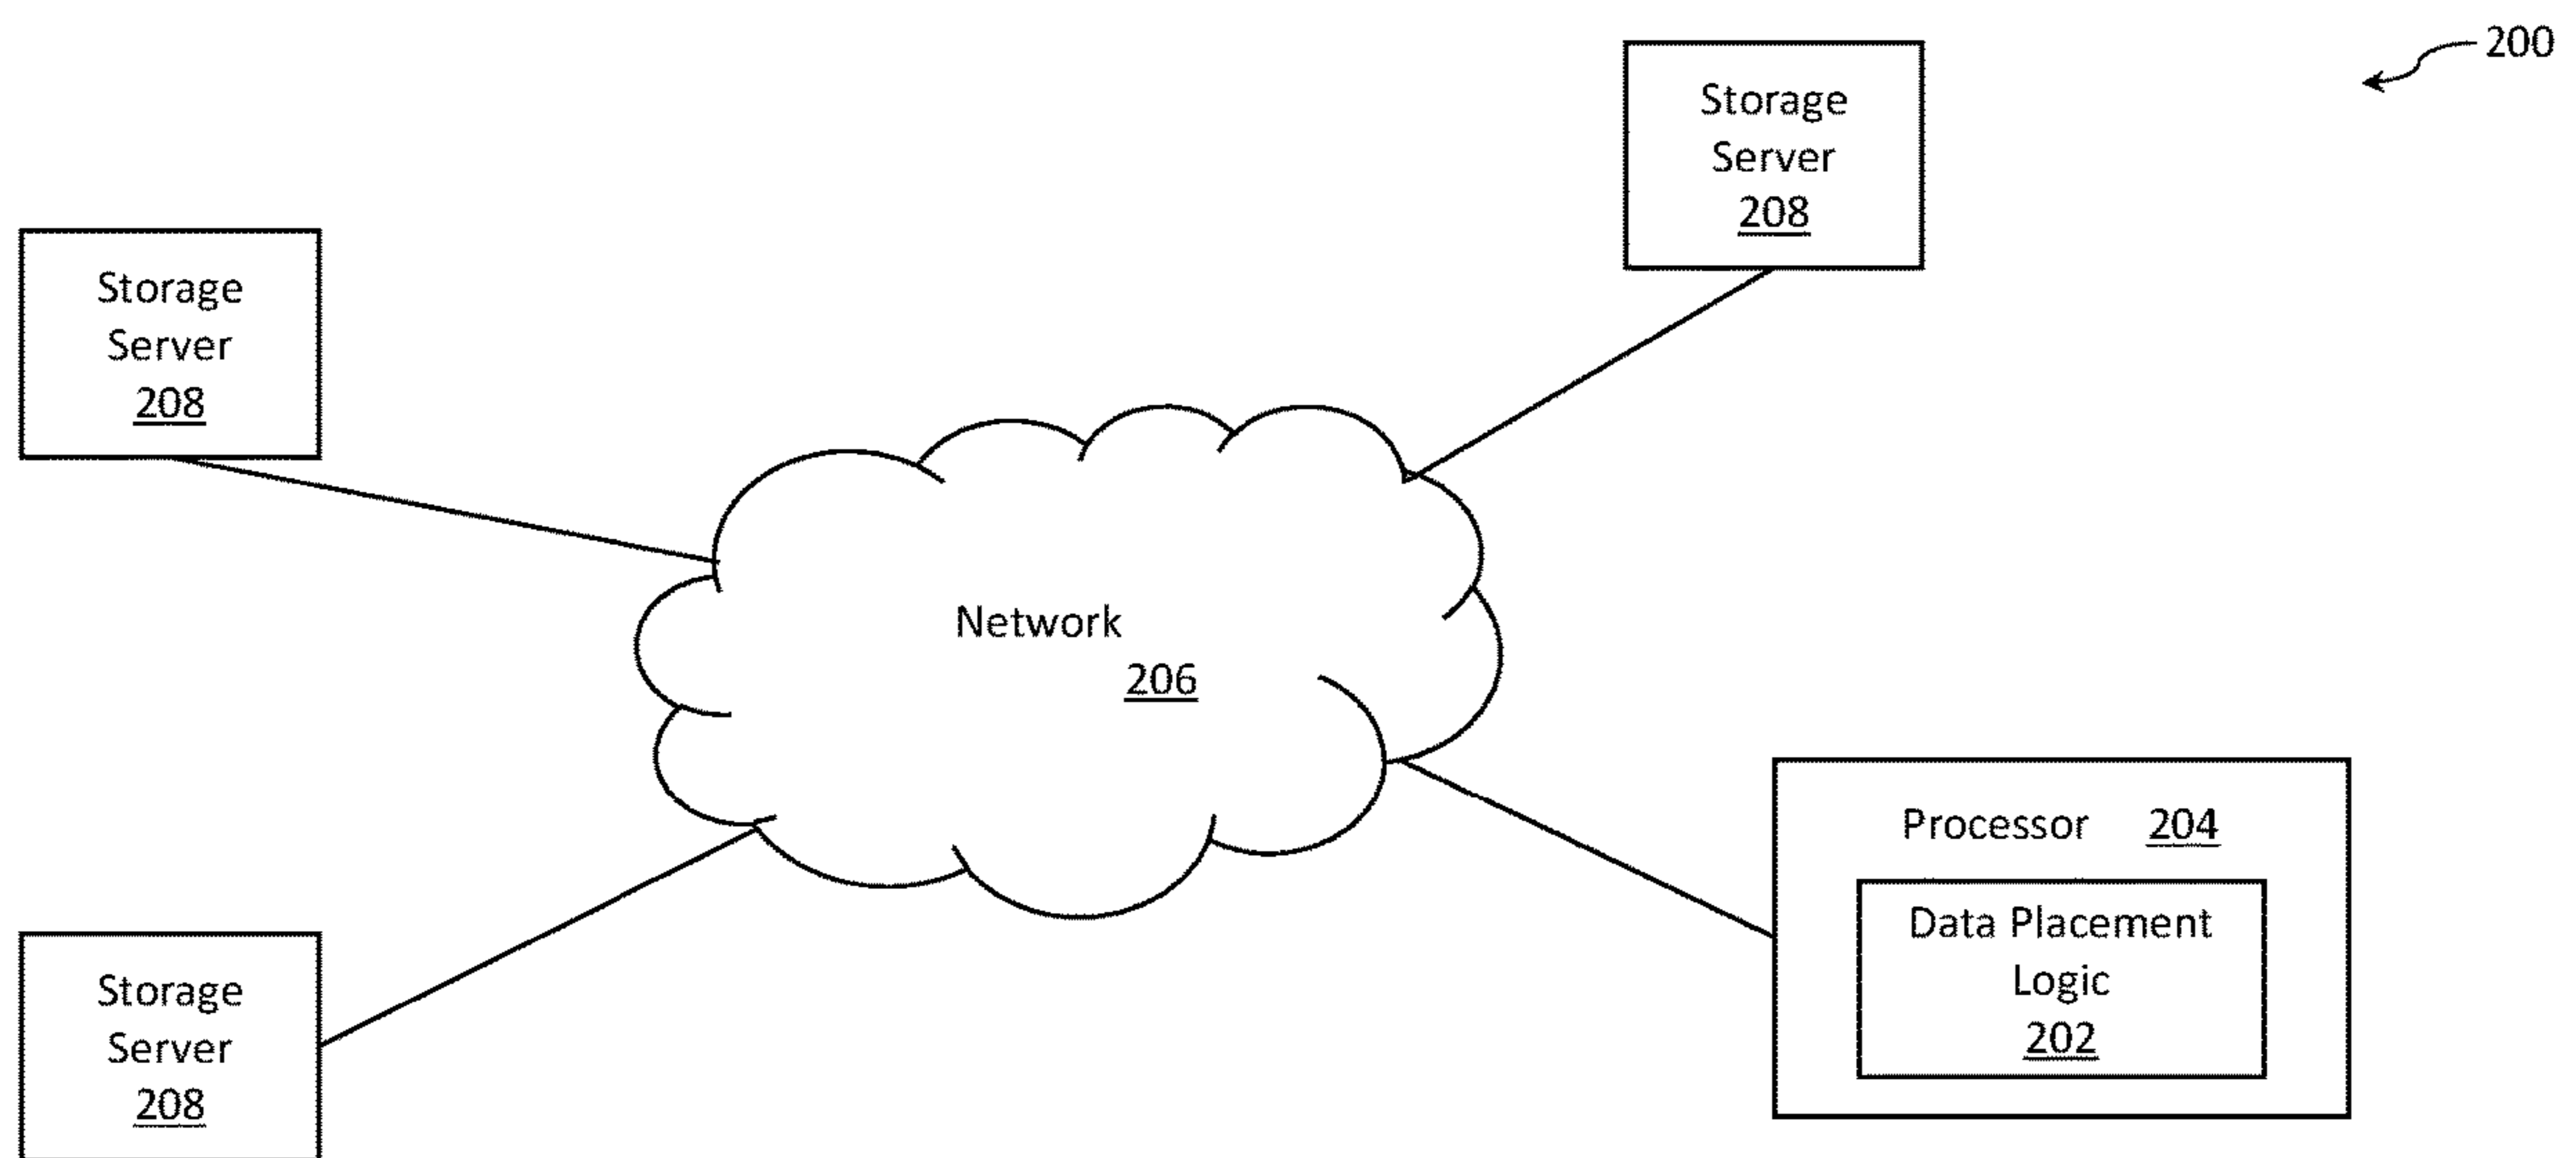 200
Storage
Server
208
Storage
Server
208
Network
206
Processor 204
Data Placement
Logic
202
Storage
Server
208